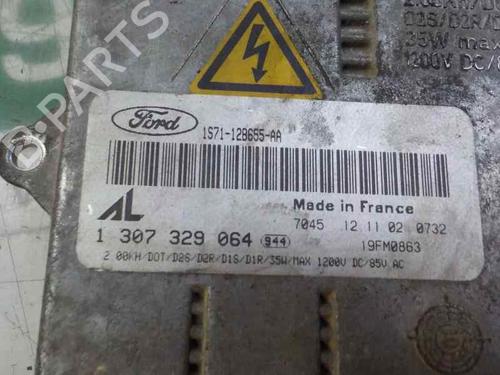 D2S/D2R/D
35W max
1200V DC/8
Ford
1S71-12B655-AA
AL
Made in France
7045 12 11 02 0732
1 307 329 064 944
19FM0863
2.00KH/DOT/D2S/D2R/D1S/D1R/35W/MAX 1200V DC/85V AC
B-PARTS